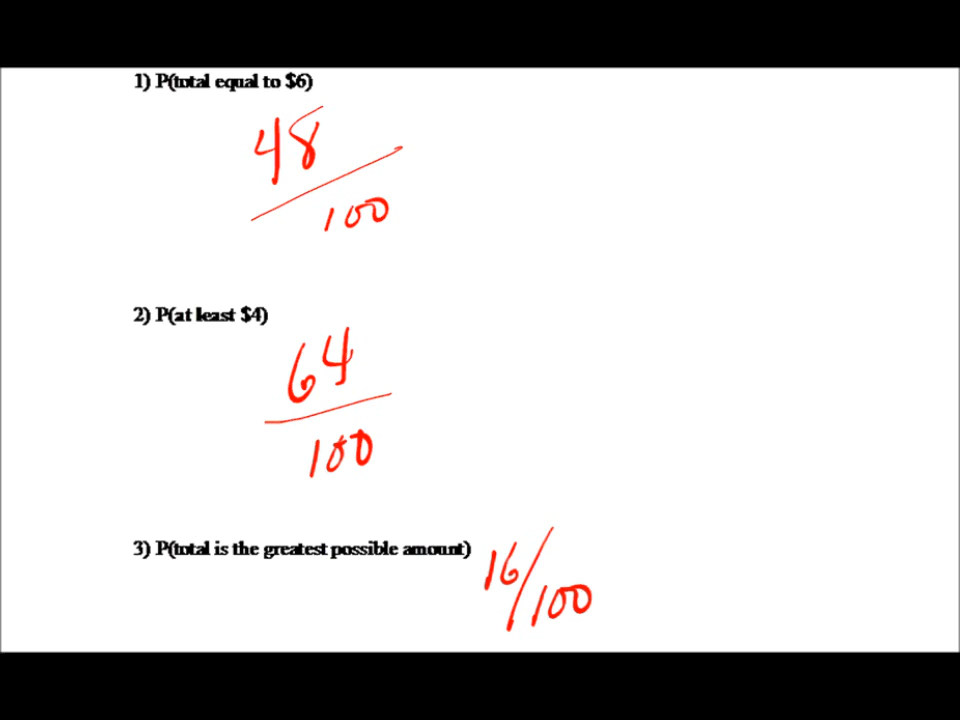 1) P(total equal to $6)
48
100
2) P(at least $4)
64
100
3) P(total is the greatest possible amount) 16/100